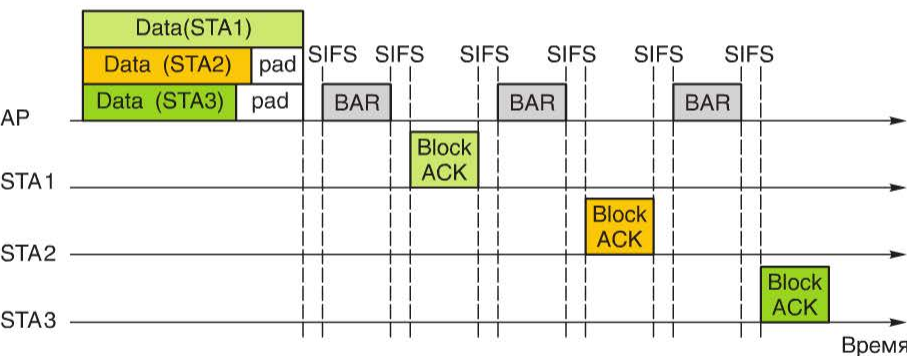 Data(STA1)
Data (STA2) pad
Data (STA3) pad
SIFS SIFS SIFS SIFS SIFS SIFS
AP
BAR BAR BAR
Block
ACK
STA1
Block
ACK
STA2
Block
ACK
STA3
Время